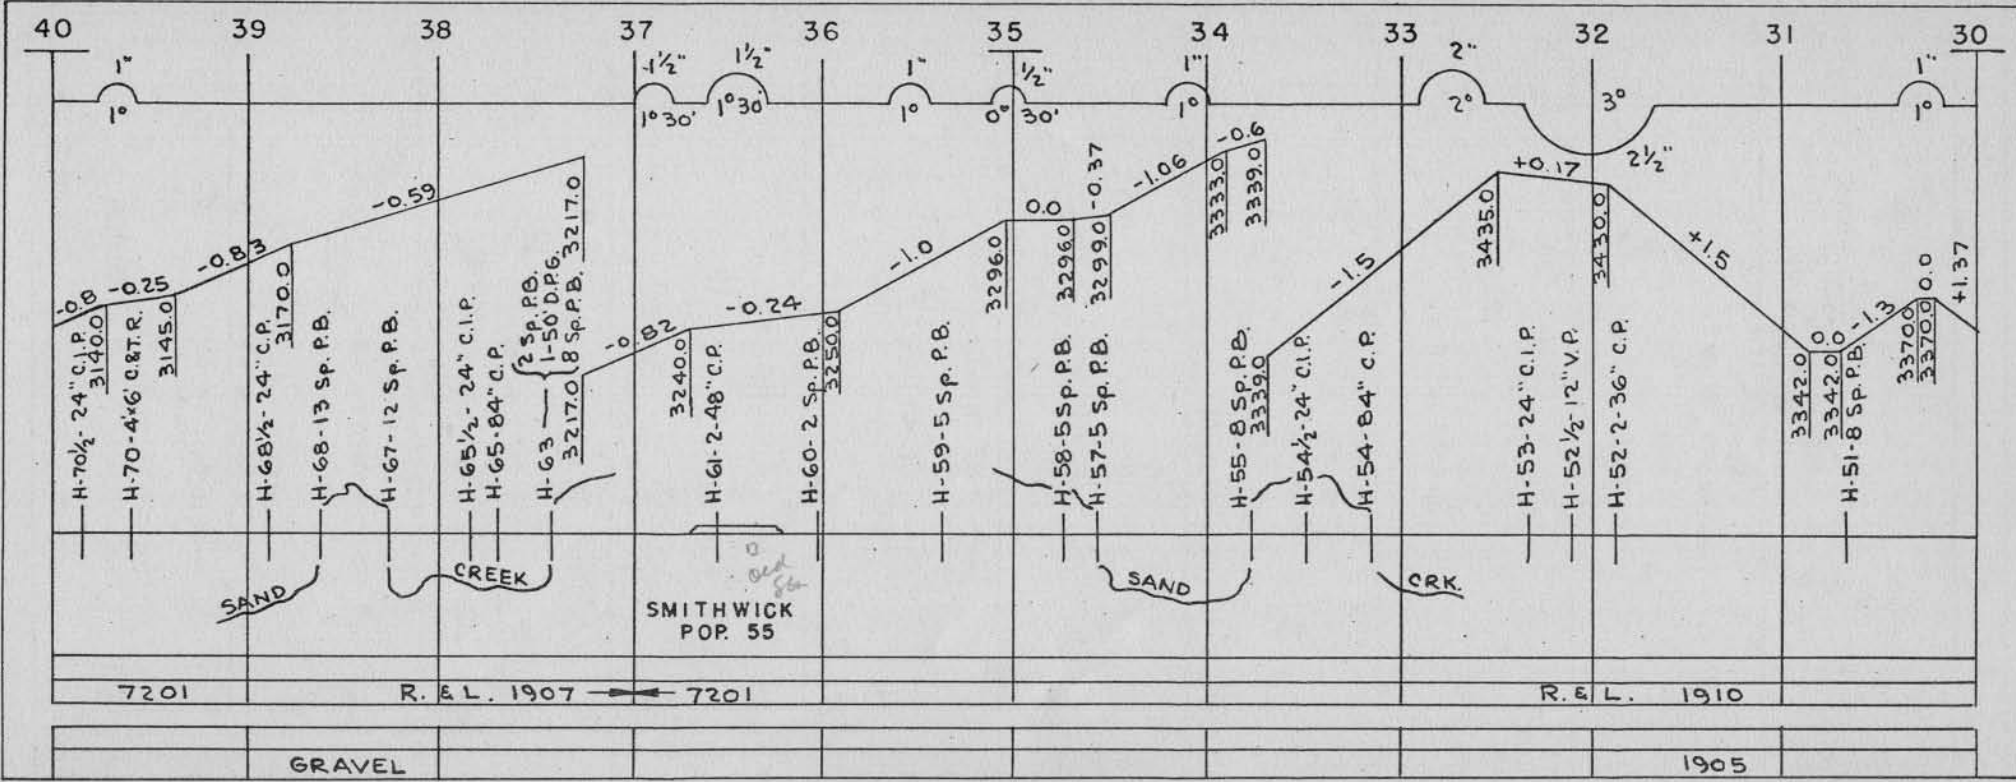 40 39 38 37 36 35 34 33 32 31 30
1" 1½" 1½" 1" ½" 1" 2" 1"
1° 1°30' 1°30' 1° 0°30' 1° 2° 3° 1°
2½"
-0.8 -0.25 -0.83 -0.59 -0.82 -0.24 -1.0 0.0 -0.37 -1.06 -0.6 -1.5 +0.17 +1.5 0.0 -1.3 0.0 +1.37
H-70½-24" C.I.P.
3140.0
H-70-4'x6' C.&T.R.
3145.0
H-68½-24" C.P.
3170.0
H-68-13 Sp. P.B.
H-67-12 Sp. P.B.
H-65½-24" C.I.P.
H-65-84" C.P.
H-63
2 Sp. P.B.
1-50' D.P.G.
8 Sp. P.B.
3217.0
3217.0
3240.0
H-61-2-48" C.P.
H-60-2 Sp. P.B.
3250.0
H-59-5 Sp. P.B.
3296.0
H-58-5 Sp. P.B.
3296.0
H-57-5 Sp. P.B.
3299.0
3333.0
H-55-8 Sp. P.B.
3339.0
3339.0
H-54½-24" C.I.P.
H-54-84" C.P.
3435.0
H-53-24" C.I.P.
H-52½-12" V.P.
3430.0
H-52-2-36" C.P.
3342.0
3342.0
H-51-8 Sp. P.B.
3370.0
3370.0
SAND CREEK SAND CRK.
old
SMITHWICK
POP. 55
7201 R. & L. 1907 7201 R. & L. 1910
GRAVEL 1905